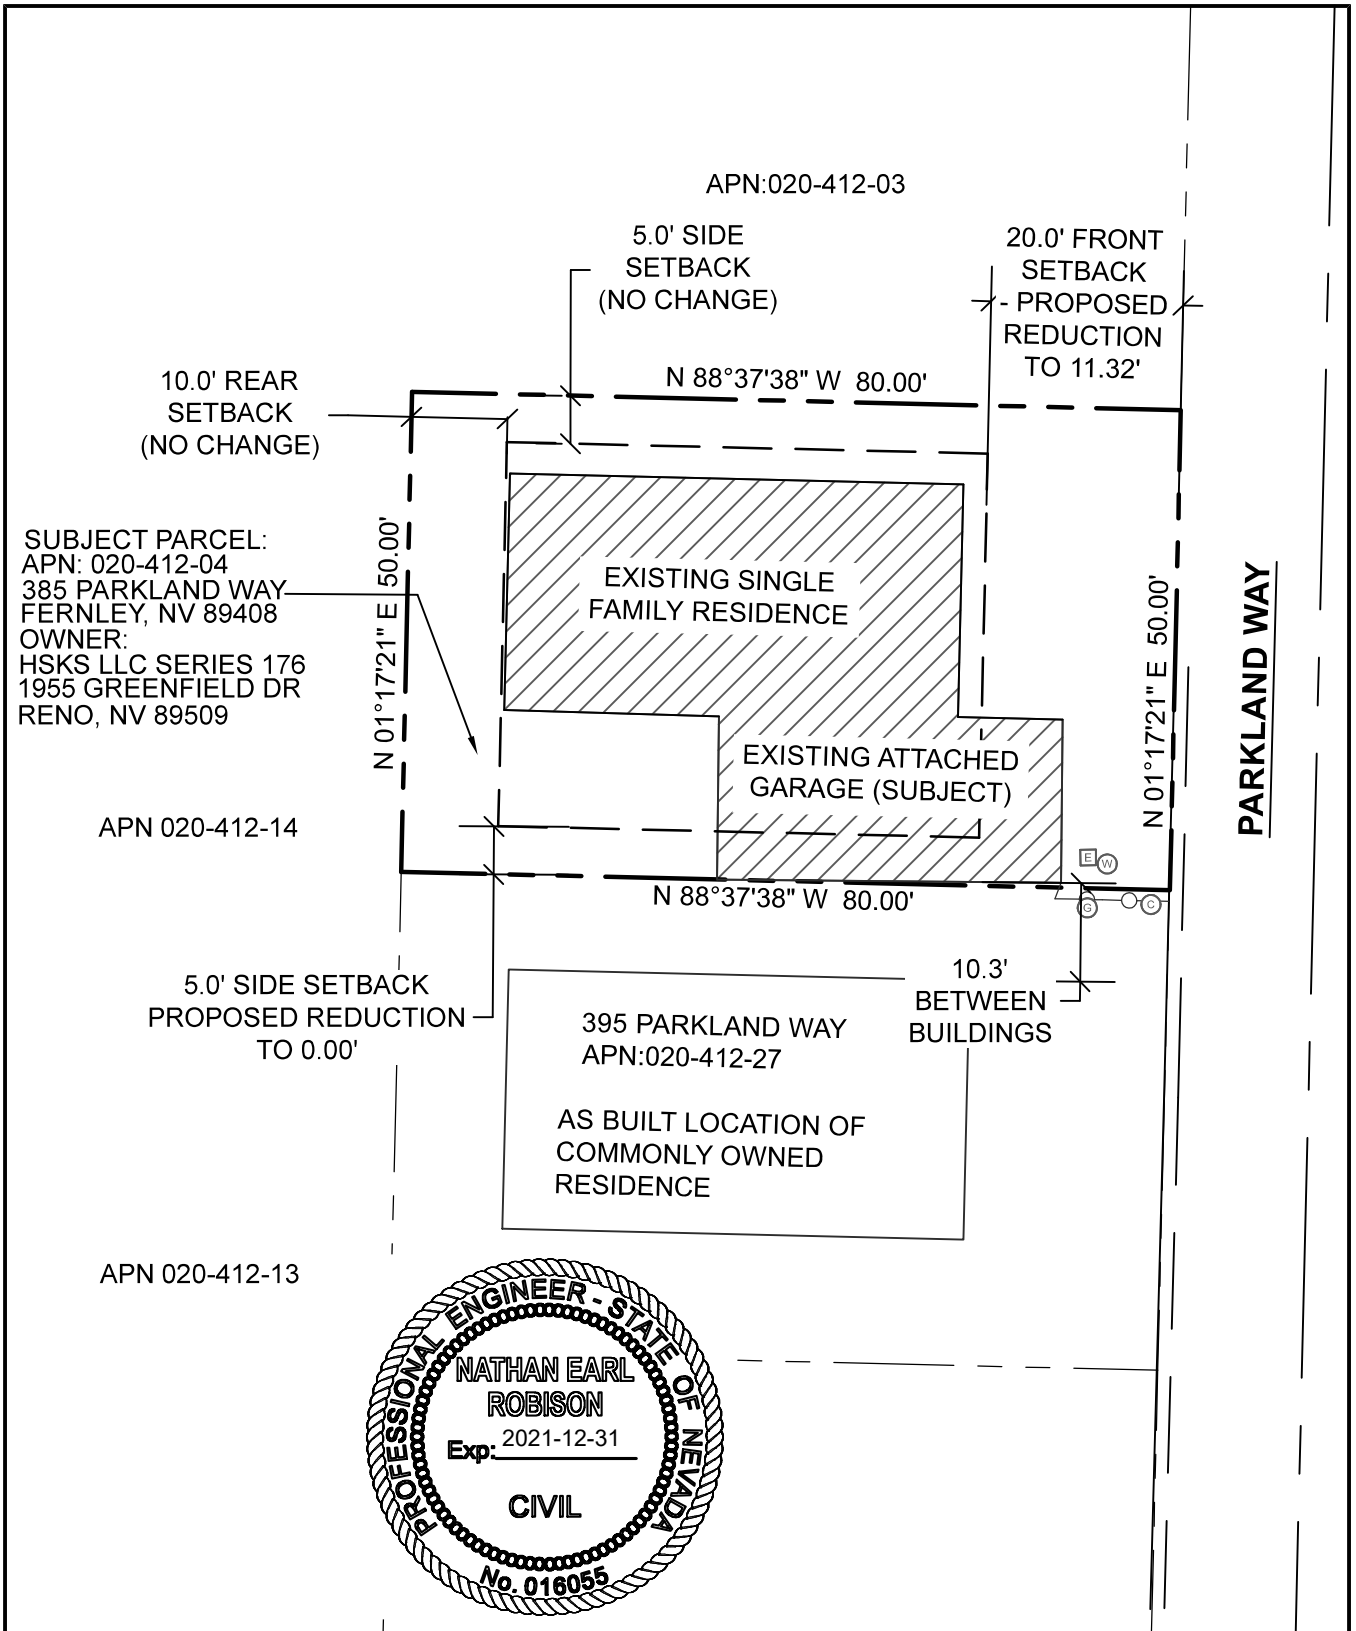 APN:020-412-03
5.0' SIDE
SETBACK
(NO CHANGE)
20.0' FRONT
SETBACK
- PROPOSED
REDUCTION
TO 11.32'
10.0' REAR
SETBACK
(NO CHANGE)
N 88°37'38" W 80.00'
SUBJECT PARCEL:
APN: 020-412-04
385 PARKLAND WAY
FERNLEY, NV 89408
OWNER:
HSKS LLC SERIES 176
1955 GREENFIELD DR
RENO, NV 89509
N 01°17'21" E 50.00'
EXISTING SINGLE
FAMILY RESIDENCE
EXISTING ATTACHED
GARAGE (SUBJECT)
N 01°17'21" E 50.00'
PARKLAND WAY
APN 020-412-14
E
W
G
C
N 88°37'38" W 80.00'
5.0' SIDE SETBACK
PROPOSED REDUCTION
TO 0.00'
10.3'
BETWEEN
BUILDINGS
395 PARKLAND WAY
APN:020-412-27
AS BUILT LOCATION OF
COMMONLY OWNED
RESIDENCE
APN 020-412-13
PROFESSIONAL ENGINEER - STATE OF NEVADA
NATHAN EARL
ROBISON
Exp: 2021-12-31
CIVIL
No. 016055